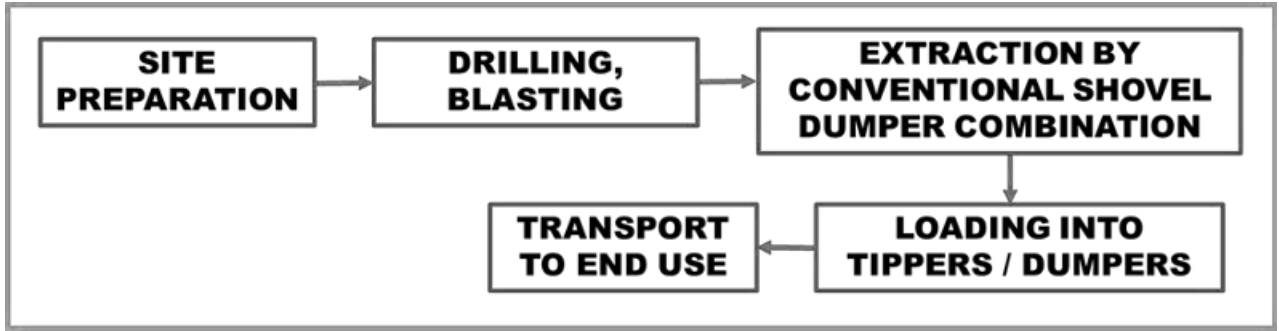 SITE
PREPARATION
DRILLING,
BLASTING
EXTRACTION BY
CONVENTIONAL SHOVEL
DUMPER COMBINATION
LOADING INTO
TIPPERS / DUMPERS
TRANSPORT
TO END USE